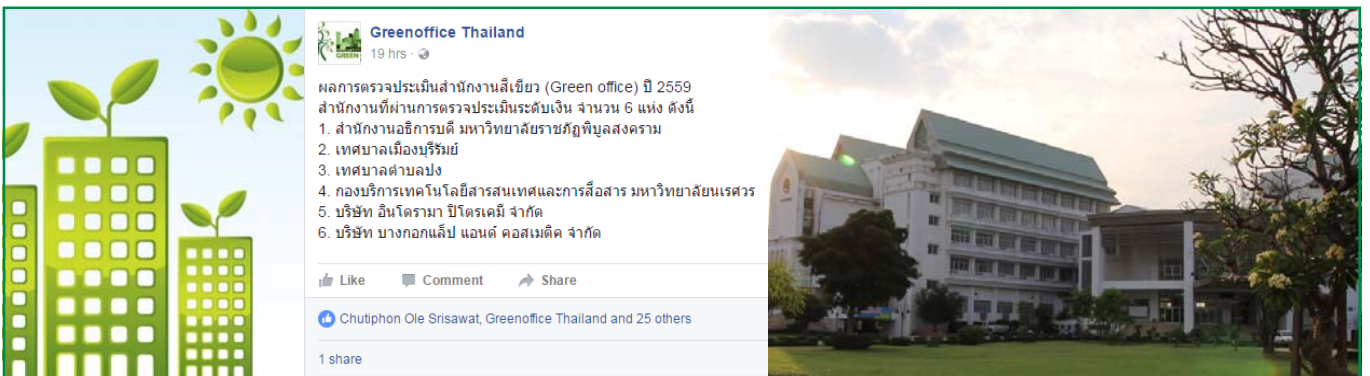 GREEN
Greenoffice Thailand
19 hrs
ผลการตรวจประเมินสำนักงานสีเขียว (Green office) ปี 2559
สำนักงานที่ผ่านการตรวจประเมินระดับเงิน จำนวน 6 แห่ง ดังนี้
1. สำนักงานอธิการบดี มหาวิทยาลัยราชภัฏพิบูลสงคราม
2. เทศบาลเมืองบุรีรัมย์
3. เทศบาลตำบลปง
4. กองบริการเทคโนโลยีสารสนเทศและการสื่อสาร มหาวิทยาลัยนเรศวร
5. บริษัท อินโดรามา ปิโตรเคมี จำกัด
6. บริษัท บางกอกแล็ป แอนด์ คอสเมติค จำกัด
Like Comment Share
Chutiphon Ole Srisawat, Greenoffice Thailand and 25 others
1 share